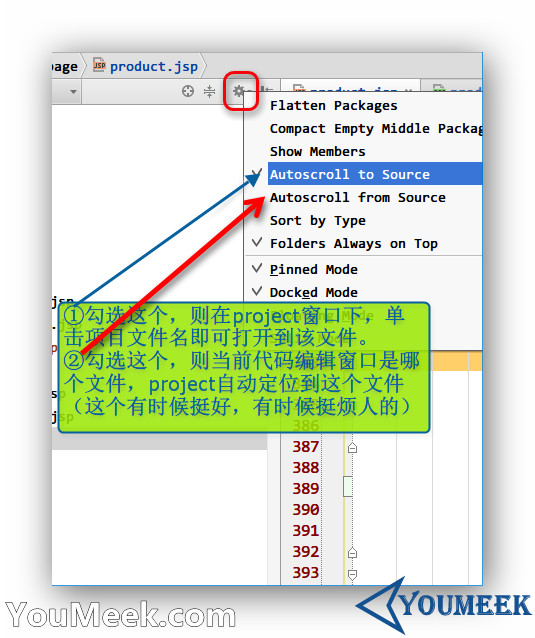 page product.jsp
product.jsp
Flatten Packages
Compact Empty Middle Packag
Show Members
Autoscroll to Source
Autoscroll from Source
Sort by Type
Folders Always on Top
Pinned Mode
Docked Mode
jsp
①勾选这个，则在project窗口下，单
击项目文件名即可打开到该文件。
②勾选这个，则当前代码编辑窗口是哪
个文件，project自动定位到这个文件
（这个有时候挺好，有时候挺烦人的）
sp
jsp
386
387
388
389
390
391
392
393
YouMeek.com
YOUMEEK